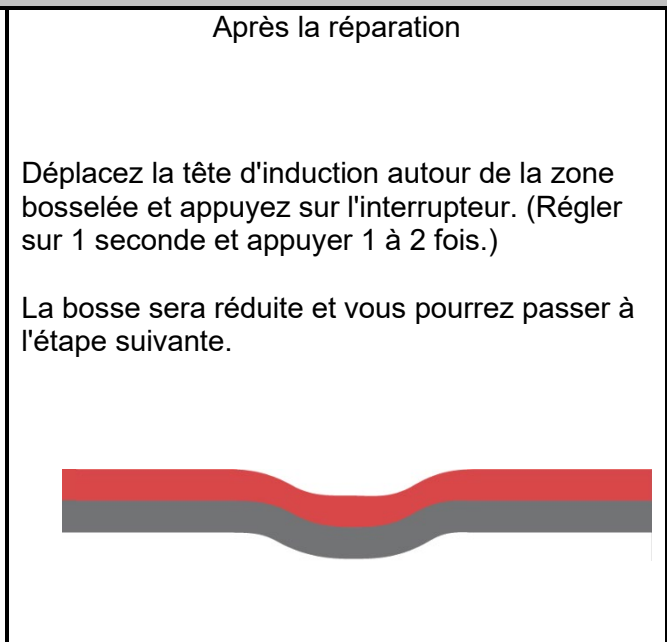 Après la réparation
Déplacez la tête d'induction autour de la zone
bosselée et appuyez sur l'interrupteur. (Régler
sur 1 seconde et appuyer 1 à 2 fois.)
La bosse sera réduite et vous pourrez passer à
l'étape suivante.